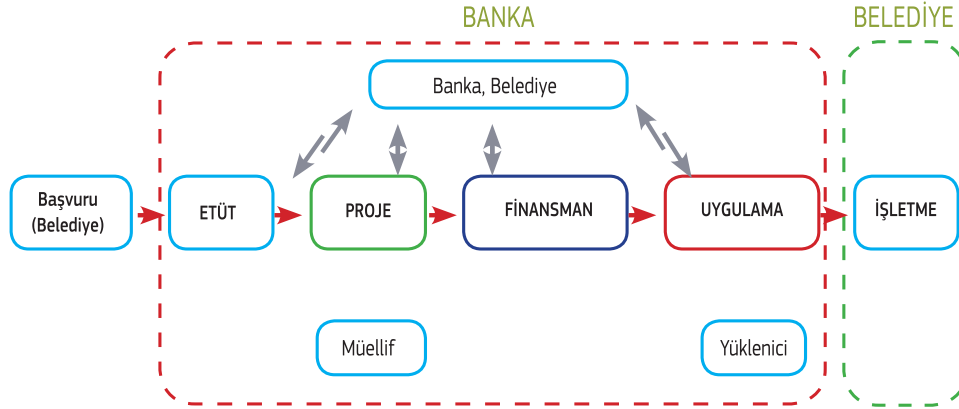 BANKA
BELEDİYE
Banka, Belediye
Başvuru
(Belediye)
ETÜT
PROJE
FİNANSMAN
UYGULAMA
İŞLETME
Müellif
Yüklenici